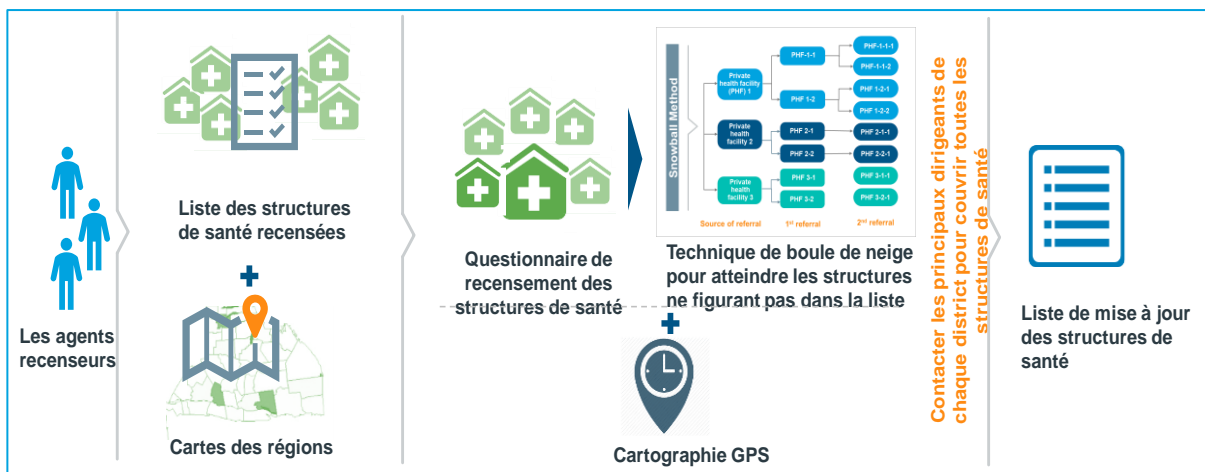 Les agents
recenseurs
Liste des structures
de santé recensées
Cartes des régions
Questionnaire de
recensement des
structures de santé
Snowball Method
Private
health facility
(PHF) 1
Private
health
facility 2
Private
health
facility 3
PHF-1-1
PHF 1-2
PHF 2-1
PHF 2-2
PHF 3-1
PHF 3-2
PHF-1-1-1
PHF-1-1-2
PHF 1-2-1
PHF 1-2-2
PHF 2-1-1
PHF 2-2-1
PHF 3-1-1
PHF 3-2-1
Source of referral
1st referral
2nd referral
Technique de boule de neige
pour atteindre les structures
ne figurant pas dans la liste
Cartographie GPS
Contacter les principaux dirigeants de
chaque district pour couvrir toutes les
structures de santé
Liste de mise à jour
des structures de
santé